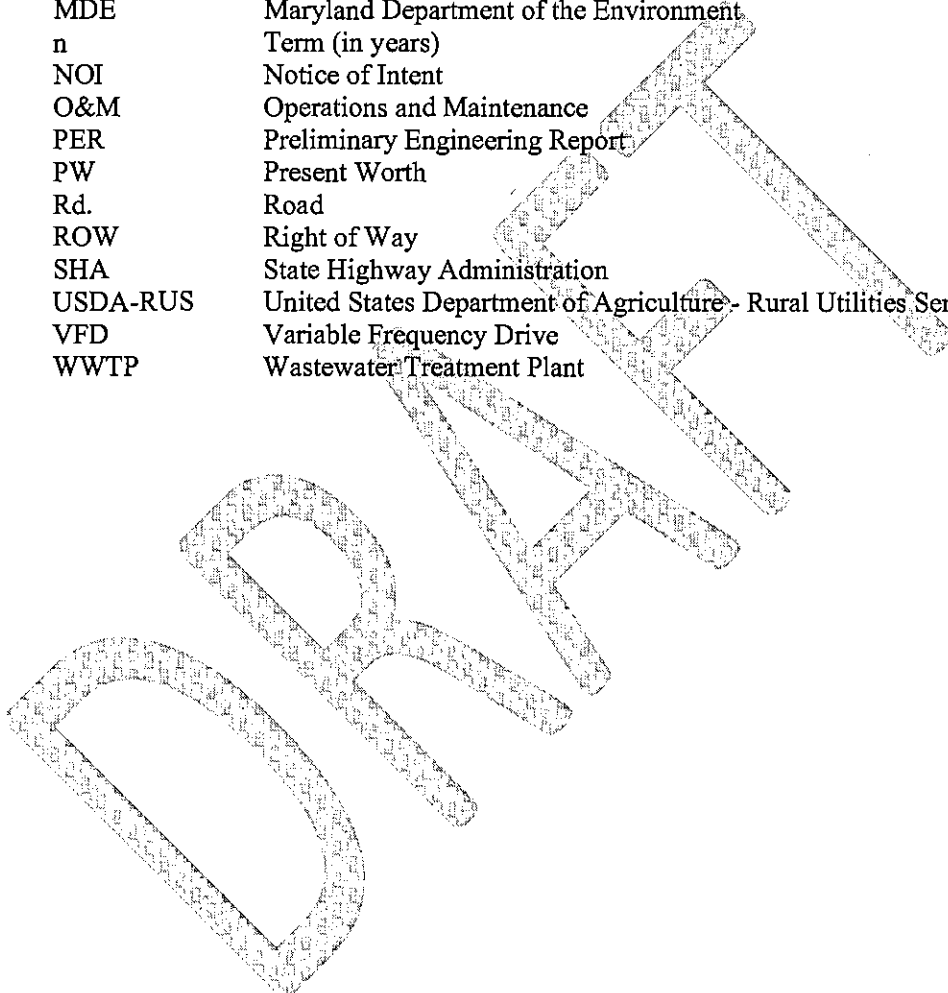 MDE Maryland Department of the Environment
n Term (in years)
NOI Notice of Intent
O&M Operations and Maintenance
PER Preliminary Engineering Report
PW Present Worth
Rd. Road
ROW Right of Way
SHA State Highway Administration
USDA-RUS United States Department of Agriculture - Rural Utilities Ser
VFD Variable Frequency Drive
WWTP Wastewater Treatment Plant
DRAFT